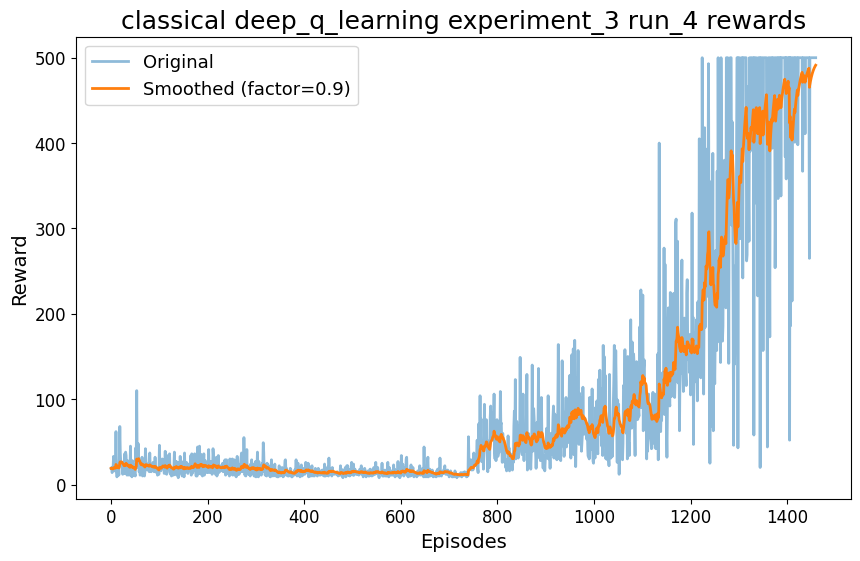 classical deep_q_learning experiment_3 run_4 rewards
Original
Smoothed (factor=0.9)
500
400
300
200
100
0
Reward
0 200 400 600 800 1000 1200 1400
Episodes